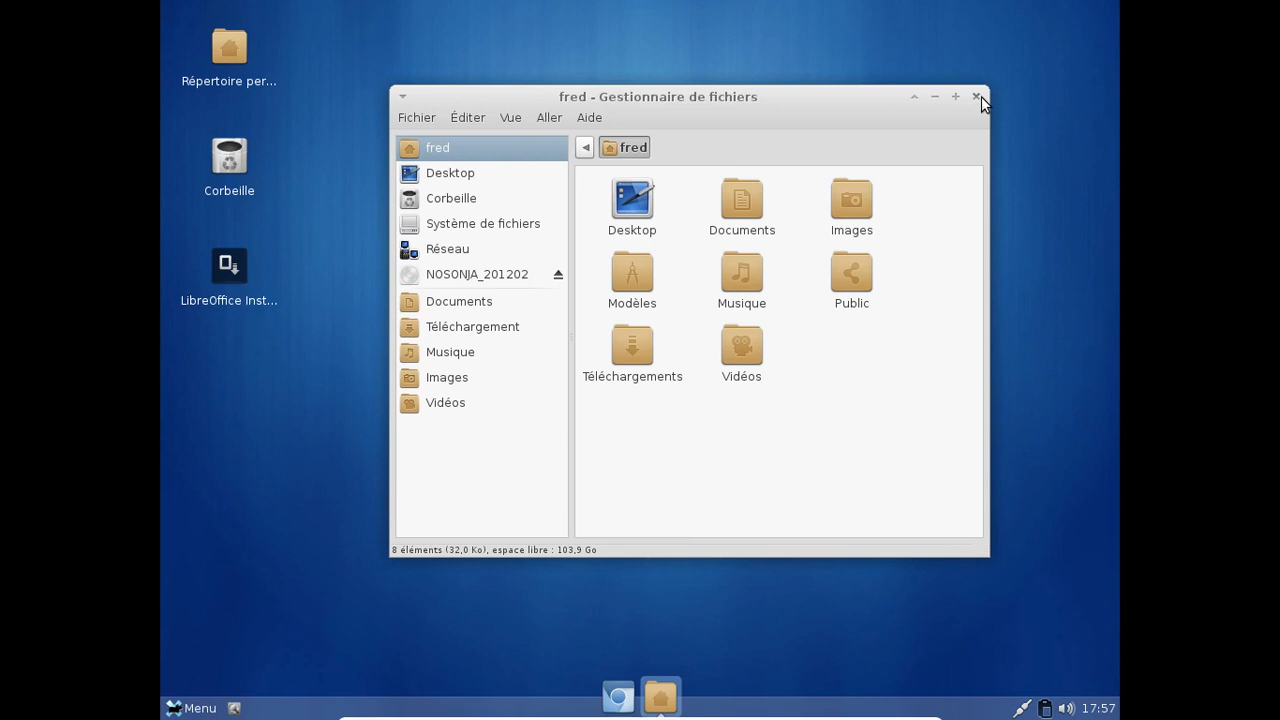 Répertoire per...
Corbeille
LibreOffice Inst...
fred - Gestionnaire de fichiers
Fichier Éditer Vue Aller Aide
fred
Desktop
Corbeille
Système de fichiers
Réseau
NOSONJA_201202
Documents
Téléchargement
Musique
Images
Vidéos
fred
Desktop Documents Images
Modèles Musique Public
Téléchargements Vidéos
8 éléments (32,0 Ko), espace libre : 103,9 Go
Menu 17:57